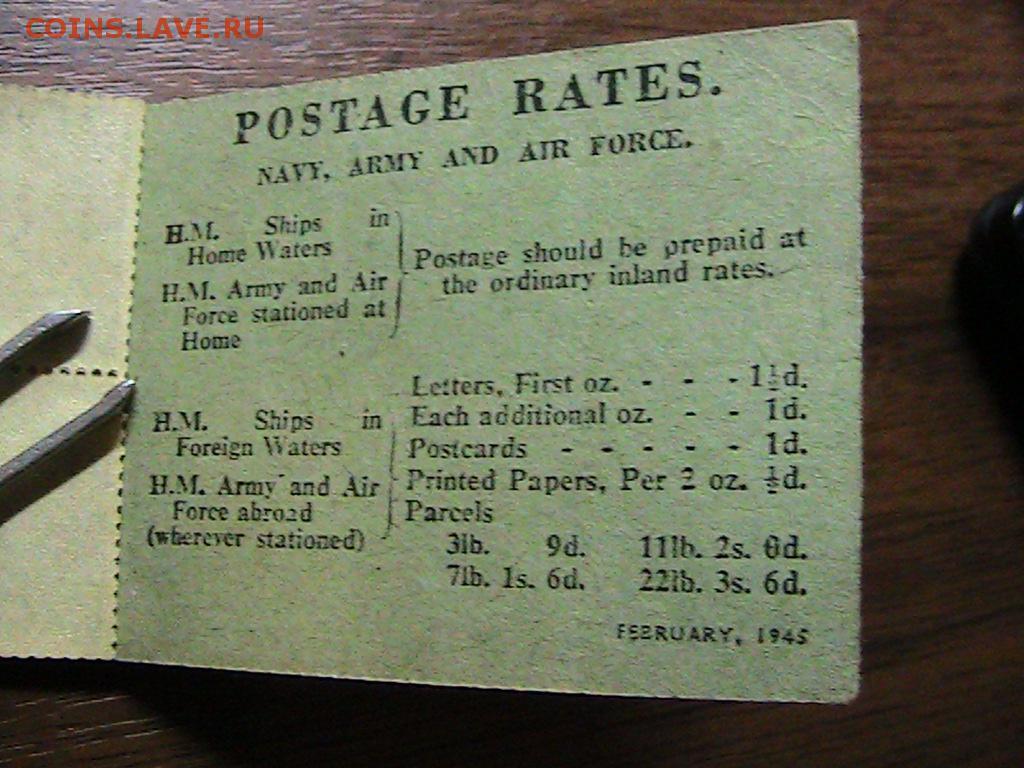 COINS.LAVE.RU
POSTAGE RATES.
NAVY, ARMY AND AIR FORCE.
H.M. Ships in
Home Waters
H.M. Army and Air
Force stationed at
Home
Postage should be prepaid at
the ordinary inland rates.
H.M. Ships in
Foreign Waters
H.M. Army and Air
Force abroad
(wherever stationed)
Letters, First oz. - - - 1½d.
Each additional oz. - - 1d.
Postcards - - - - - 1d.
Printed Papers, Per 2 oz. ½d.
Parcels
3lb. 9d. 11lb. 2s. 6d.
7lb. 1s. 6d. 22lb. 3s. 6d.
FEBRUARY, 1945